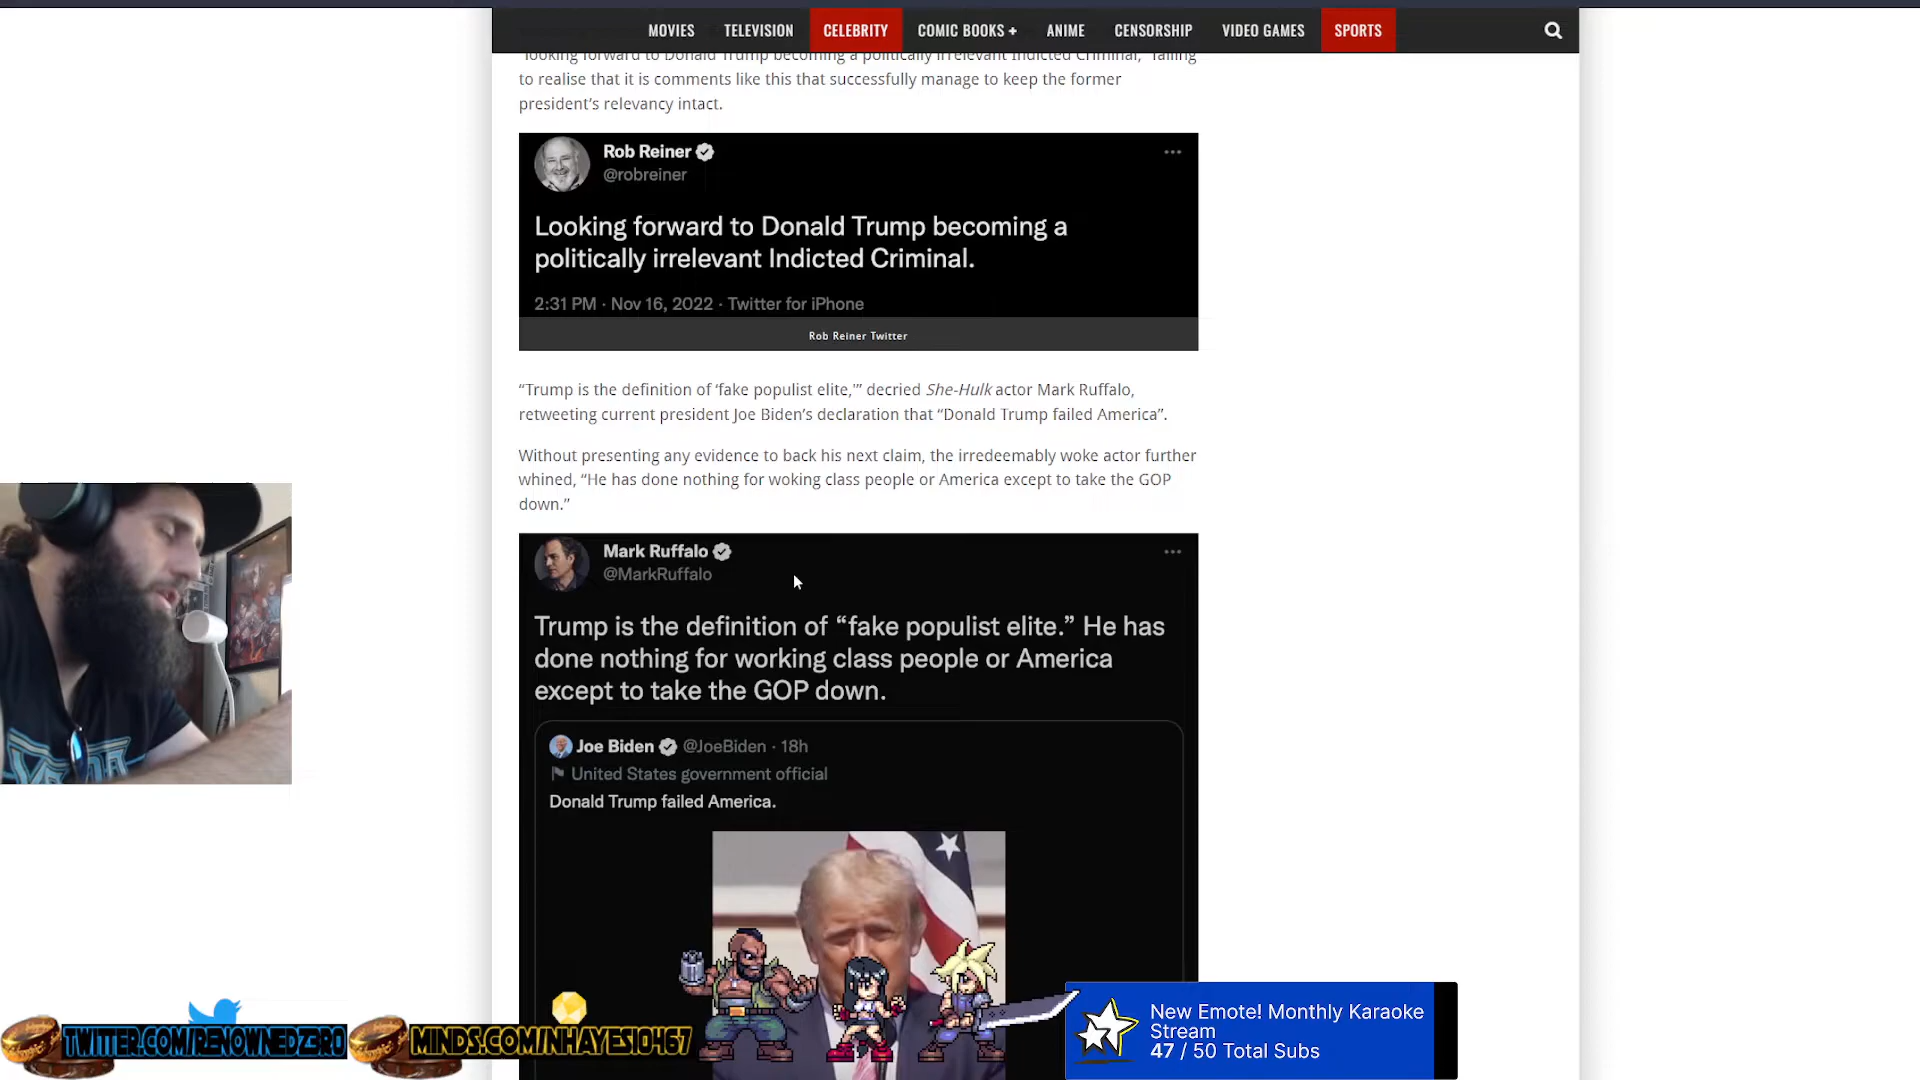 MOVIES TELEVISION CELEBRITY COMIC BOOKS + ANIME CENSORSHIP VIDEO GAMES SPORTS
"looking forward to Donald Trump becoming a politically irrelevant Indicted Criminal," failing
to realise that it is comments like this that successfully manage to keep the former
president's relevancy intact.
Rob Reiner
@robreiner
Looking forward to Donald Trump becoming a
politically irrelevant Indicted Criminal.
2:31 PM · Nov 16, 2022 · Twitter for iPhone
Rob Reiner Twitter
“Trump is the definition of ‘fake populist elite,’” decried She-Hulk actor Mark Ruffalo,
retweeting current president Joe Biden’s declaration that “Donald Trump failed America”.
Without presenting any evidence to back his next claim, the irredeemably woke actor further
whined, “He has done nothing for woking class people or America except to take the GOP
down.”
Mark Ruffalo
@MarkRuffalo
Trump is the definition of “fake populist elite.” He has
done nothing for working class people or America
except to take the GOP down.
Joe Biden @JoeBiden · 18h
United States government official
Donald Trump failed America.
New Emote! Monthly Karaoke
Stream
47 / 50 Total Subs
TWITTER.COM/RENOWNEDZ3R0 MINDS.COM/NHAYES10467